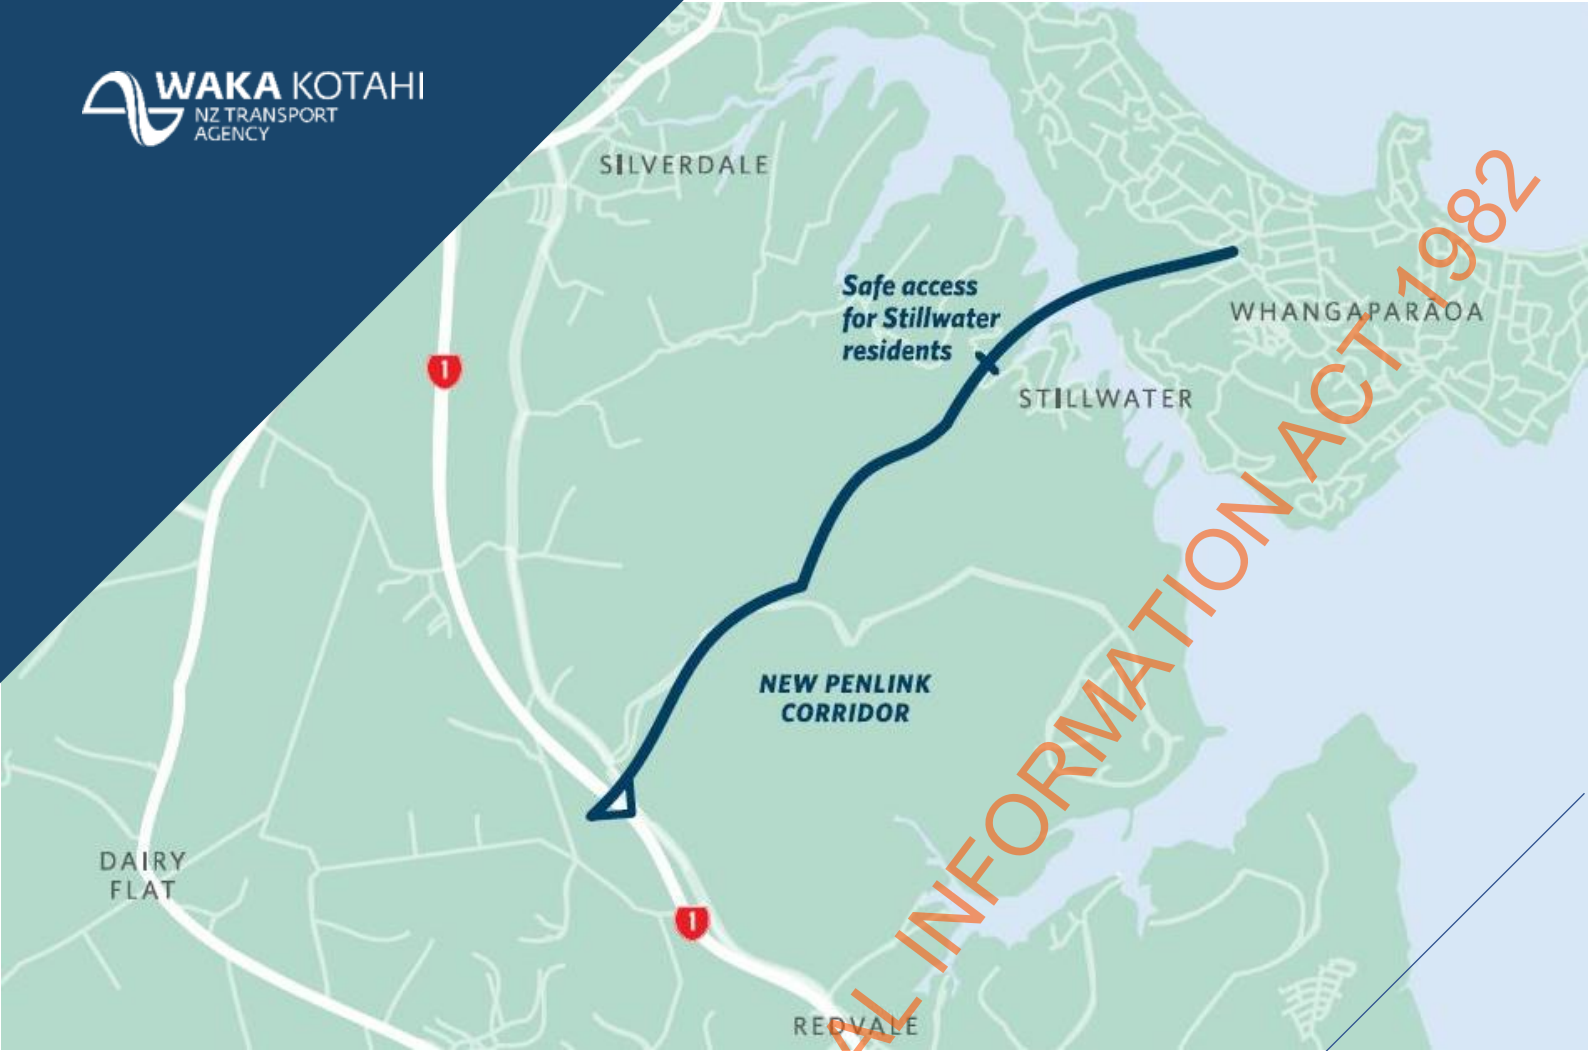 WAKA KOTAHI
NZ TRANSPORT
AGENCY
SILVERDALE
Safe access
for Stillwater
residents
WHANGAPARĀOA
1
STILLWATER
NEW PENLINK
CORRIDOR
DAIRY
FLAT
1
REDVALE
AL INFORMATION ACT 1982